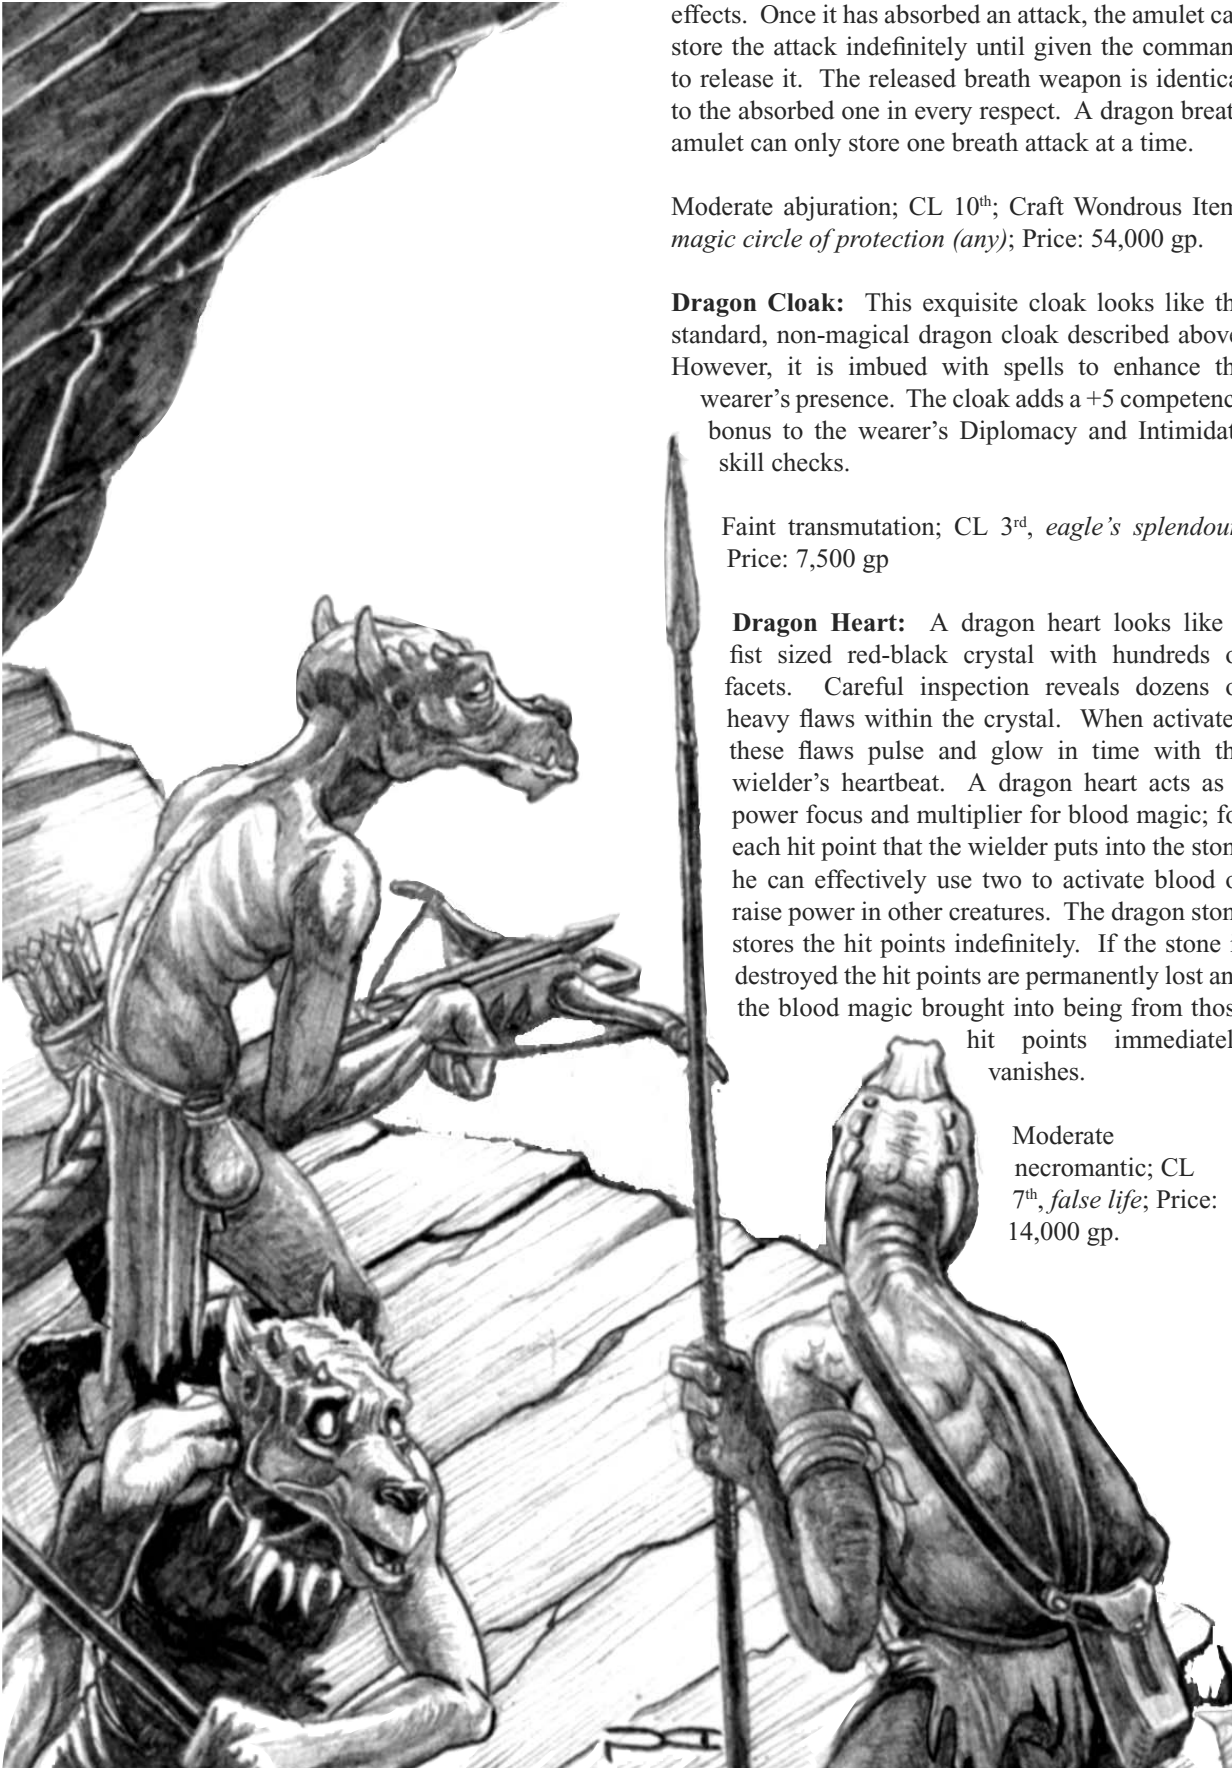 effects. Once it has absorbed an attack, the amulet ca
store the attack indefinitely until given the comman
to release it. The released breath weapon is identica
to the absorbed one in every respect. A dragon breat
amulet can only store one breath attack at a time.
Moderate abjuration; CL 10th; Craft Wondrous Item
magic circle of protection (any); Price: 54,000 gp.
Dragon Cloak: This exquisite cloak looks like th
standard, non-magical dragon cloak described above
However, it is imbued with spells to enhance th
wearer's presence. The cloak adds a +5 competenc
bonus to the wearer's Diplomacy and Intimidat
skill checks.
Faint transmutation; CL 3rd, eagle's splendour
Price: 7,500 gp
Dragon Heart: A dragon heart looks like
fist sized red-black crystal with hundreds o
facets. Careful inspection reveals dozens o
heavy flaws within the crystal. When activate
these flaws pulse and glow in time with th
wielder's heartbeat. A dragon heart acts as
power focus and multiplier for blood magic; fo
each hit point that the wielder puts into the ston
he can effectively use two to activate blood o
raise power in other creatures. The dragon ston
stores the hit points indefinitely. If the stone i
destroyed the hit points are permanently lost an
the blood magic brought into being from thos
hit points immediatel
vanishes.
Moderate
necromantic; CL
7th, false life; Price:
14,000 gp.